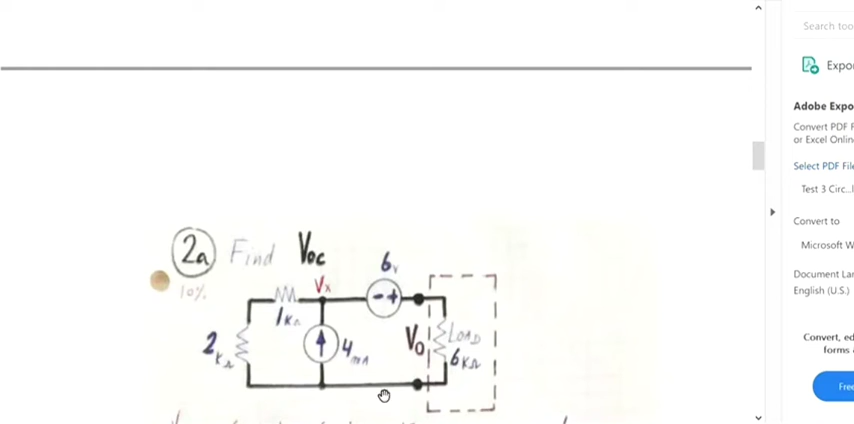 Search too
Expo
Adobe Expo
Convert PDF F
or Excel Onlin
Select PDF File
Test 3 Circ...l
Convert to
Microsoft W
Document Lan
English (U.S.)
Convert, ed
forms
Free
2a Find Voc
10%
6v
Vx
- +
1KΩ
2KΩ
4mA
Vo
LOAD
6KΩ